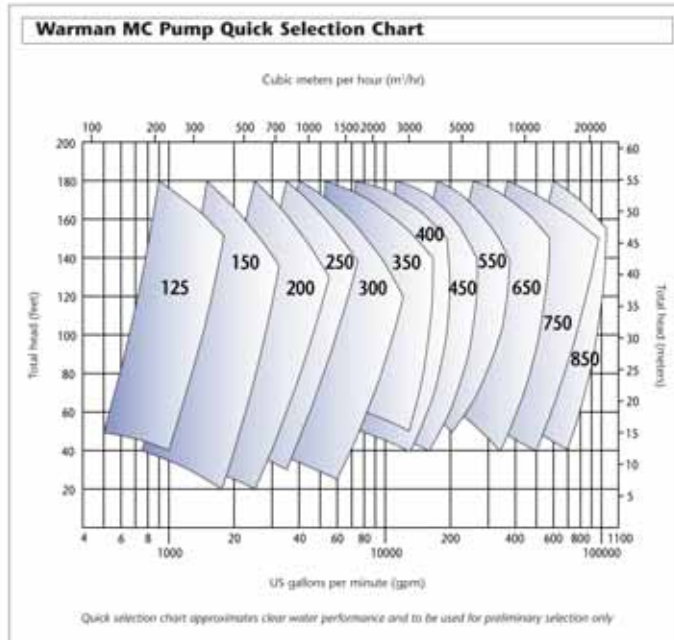 Warman MC Pump Quick Selection Chart
Cubic meters per hour (m³/hr)
100 200 300 500 700 1000 1500 2000 3000 5000 10000 20000
200 60
180 55
160 50
140 45
120 40
100 35
80 30
60 25
40 20
20 15
10
5
Total head (feet)
Total head (meters)
125 150 200 250 300 350 400 450 550 650 750 850
4 6 8 20 40 60 80 200 400 600 800 1100
1000 10000 100000
US gallons per minute (gpm)
Quick selection chart approximates clear water performance and to be used for preliminary selection only